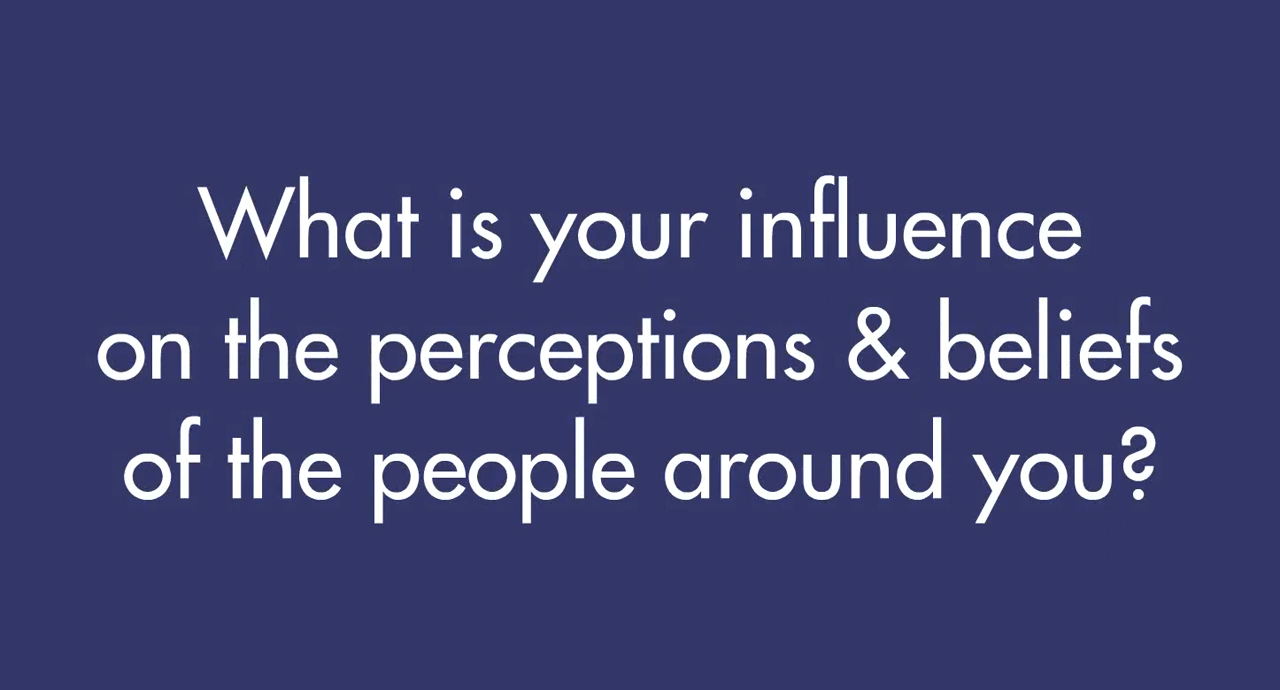 What is your influence
on the perceptions & beliefs
of the people around you?